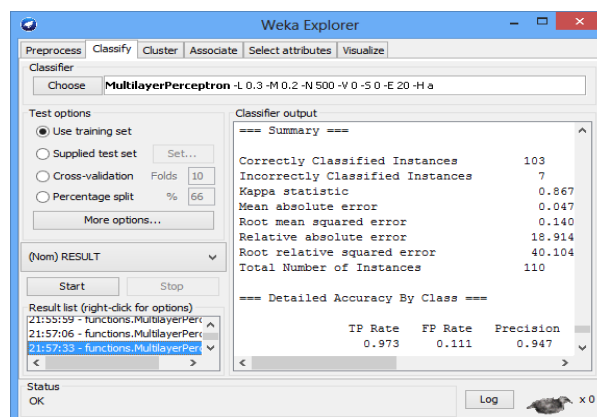 Weka Explorer
Preprocess Classify Cluster Associate Select attributes Visualize
Classifier
Choose MultilayerPerceptron -L 0.3 -M 0.2 -N 500 -V 0 -S 0 -E 20 -H a
Test options
Use training set
Supplied test set Set...
Cross-validation Folds 10
Percentage split % 66
More options...
(Nom) RESULT
Start Stop
Result list (right-click for options)
21:55:59 - functions.MultilayerPerc
21:57:06 - functions.MultilayerPerc
21:57:33 - functions.MultilayerPerc
Classifier output
=== Summary ===
Correctly Classified Instances 103
Incorrectly Classified Instances 7
Kappa statistic 0.867
Mean absolute error 0.047
Root mean squared error 0.140
Relative absolute error 18.914
Root relative squared error 40.104
Total Number of Instances 110
=== Detailed Accuracy By Class ===
TP Rate FP Rate Precision
0.973 0.111 0.947
Status
OK
Log
x 0